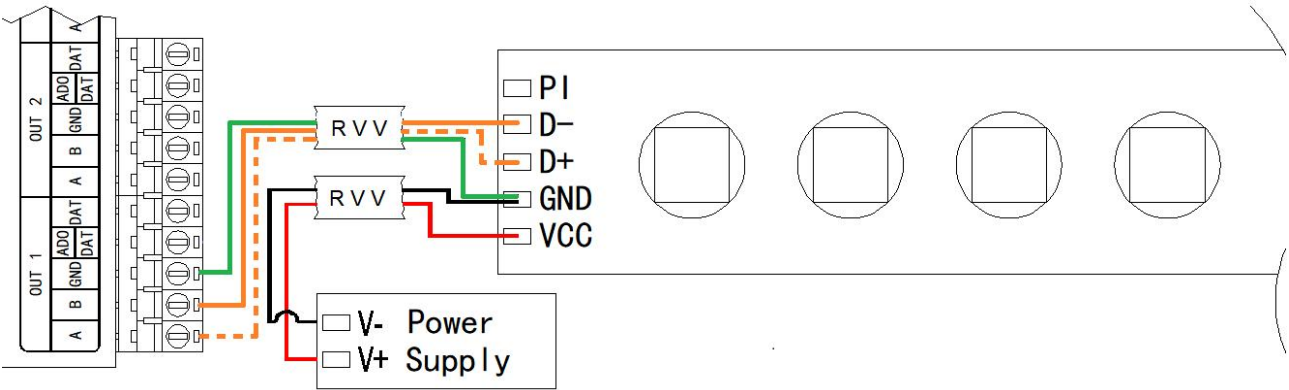 A
DAT
ADO
DAT
GND
B
A
OUT 2
DAT
ADO
DAT
GND
B
A
OUT 1
RVV
RVV
PI
D-
D+
GND
VCC
V- Power
V+ Supply